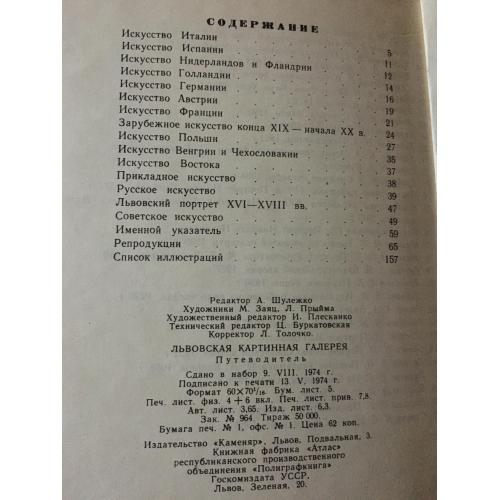 СОДЕРЖАНИЕ
Искусство Италии 5
Искусство Испании 11
Искусство Нидерландов и Фландрии 12
Искусство Голландии 14
Искусство Германии 16
Искусство Австрии 19
Искусство Франции 21
Зарубежное искусство конца XIX — начала XX в. 24
Искусство Польши 27
Искусство Венгрии и Чехословакии 35
Искусство Востока 37
Прикладное искусство 38
Русское искусство 39
Львовский портрет XVI—XVIII вв. 47
Советское искусство 49
Именной указатель 59
Репродукции 65
Список иллюстраций 157
Редактор А. Шулежко
Художники М. Заяц, Л. Прыйма
Художественный редактор И. Плесканко
Технический редактор Ц. Буркатовская
Корректор Л. Толочко.
ЛЬВОВСКАЯ КАРТИННАЯ ГАЛЕРЕЯ
Путеводитель
Сдано в набор 9. VIII. 1974 г.
Подписано к печати 13. V. 1974 г.
Формат 60×70¹/₁₆ Бум. лист. 5.
Печ. лист. физ. 4 + 6 вкл. Печ. лист. прив. 7,8.
Авт. лист. 3,65. Изд. лист. 6,3.
Зак. № 964. Тираж 50 000.
Бумага печ. № 1, офс. № 1. Цена 62 коп.
Издательство «Каменяр», Львов, Подвальная, 3.
Книжная фабрика «Атлас»
республиканского производственного
объединения «Полиграфкнига»
Госкомиздата УССР.
Львов, Зеленая, 20.